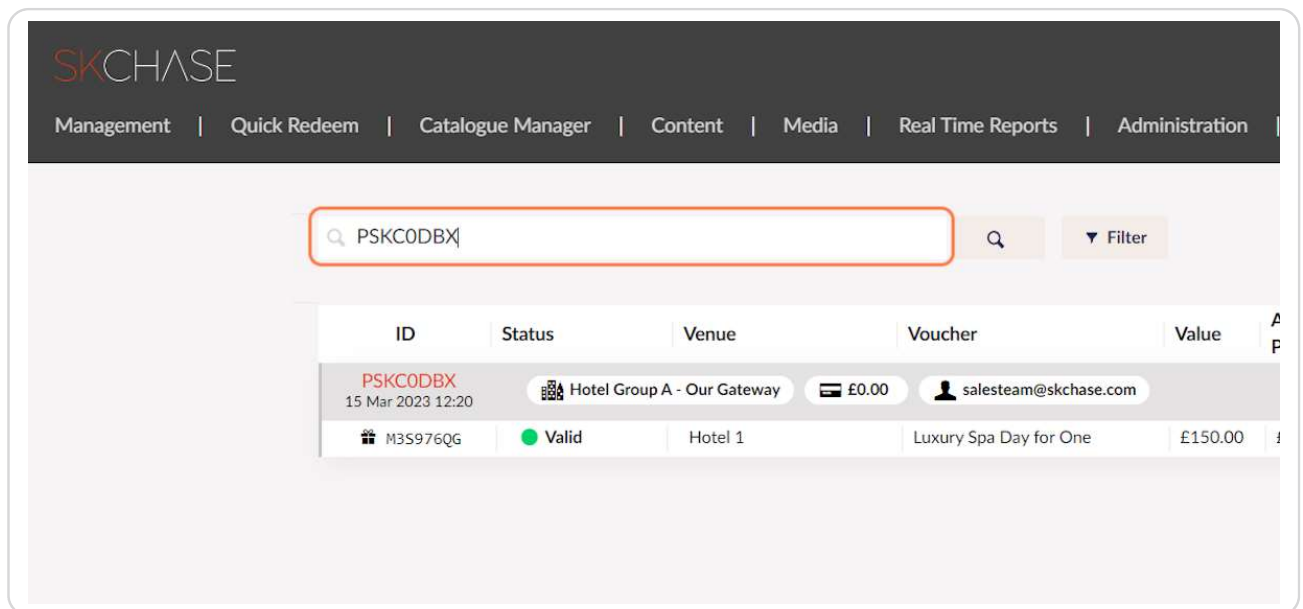 SKCHASE
Management | Quick Redeem | Catalogue Manager | Content | Media | Real Time Reports | Administration |
PSKC0DBX
Filter
ID Status Venue Voucher Value
PSKC0DBX
15 Mar 2023 12:20
Hotel Group A - Our Gateway £0.00 salesteam@skchase.com
M3S976QG Valid Hotel 1 Luxury Spa Day for One £150.00